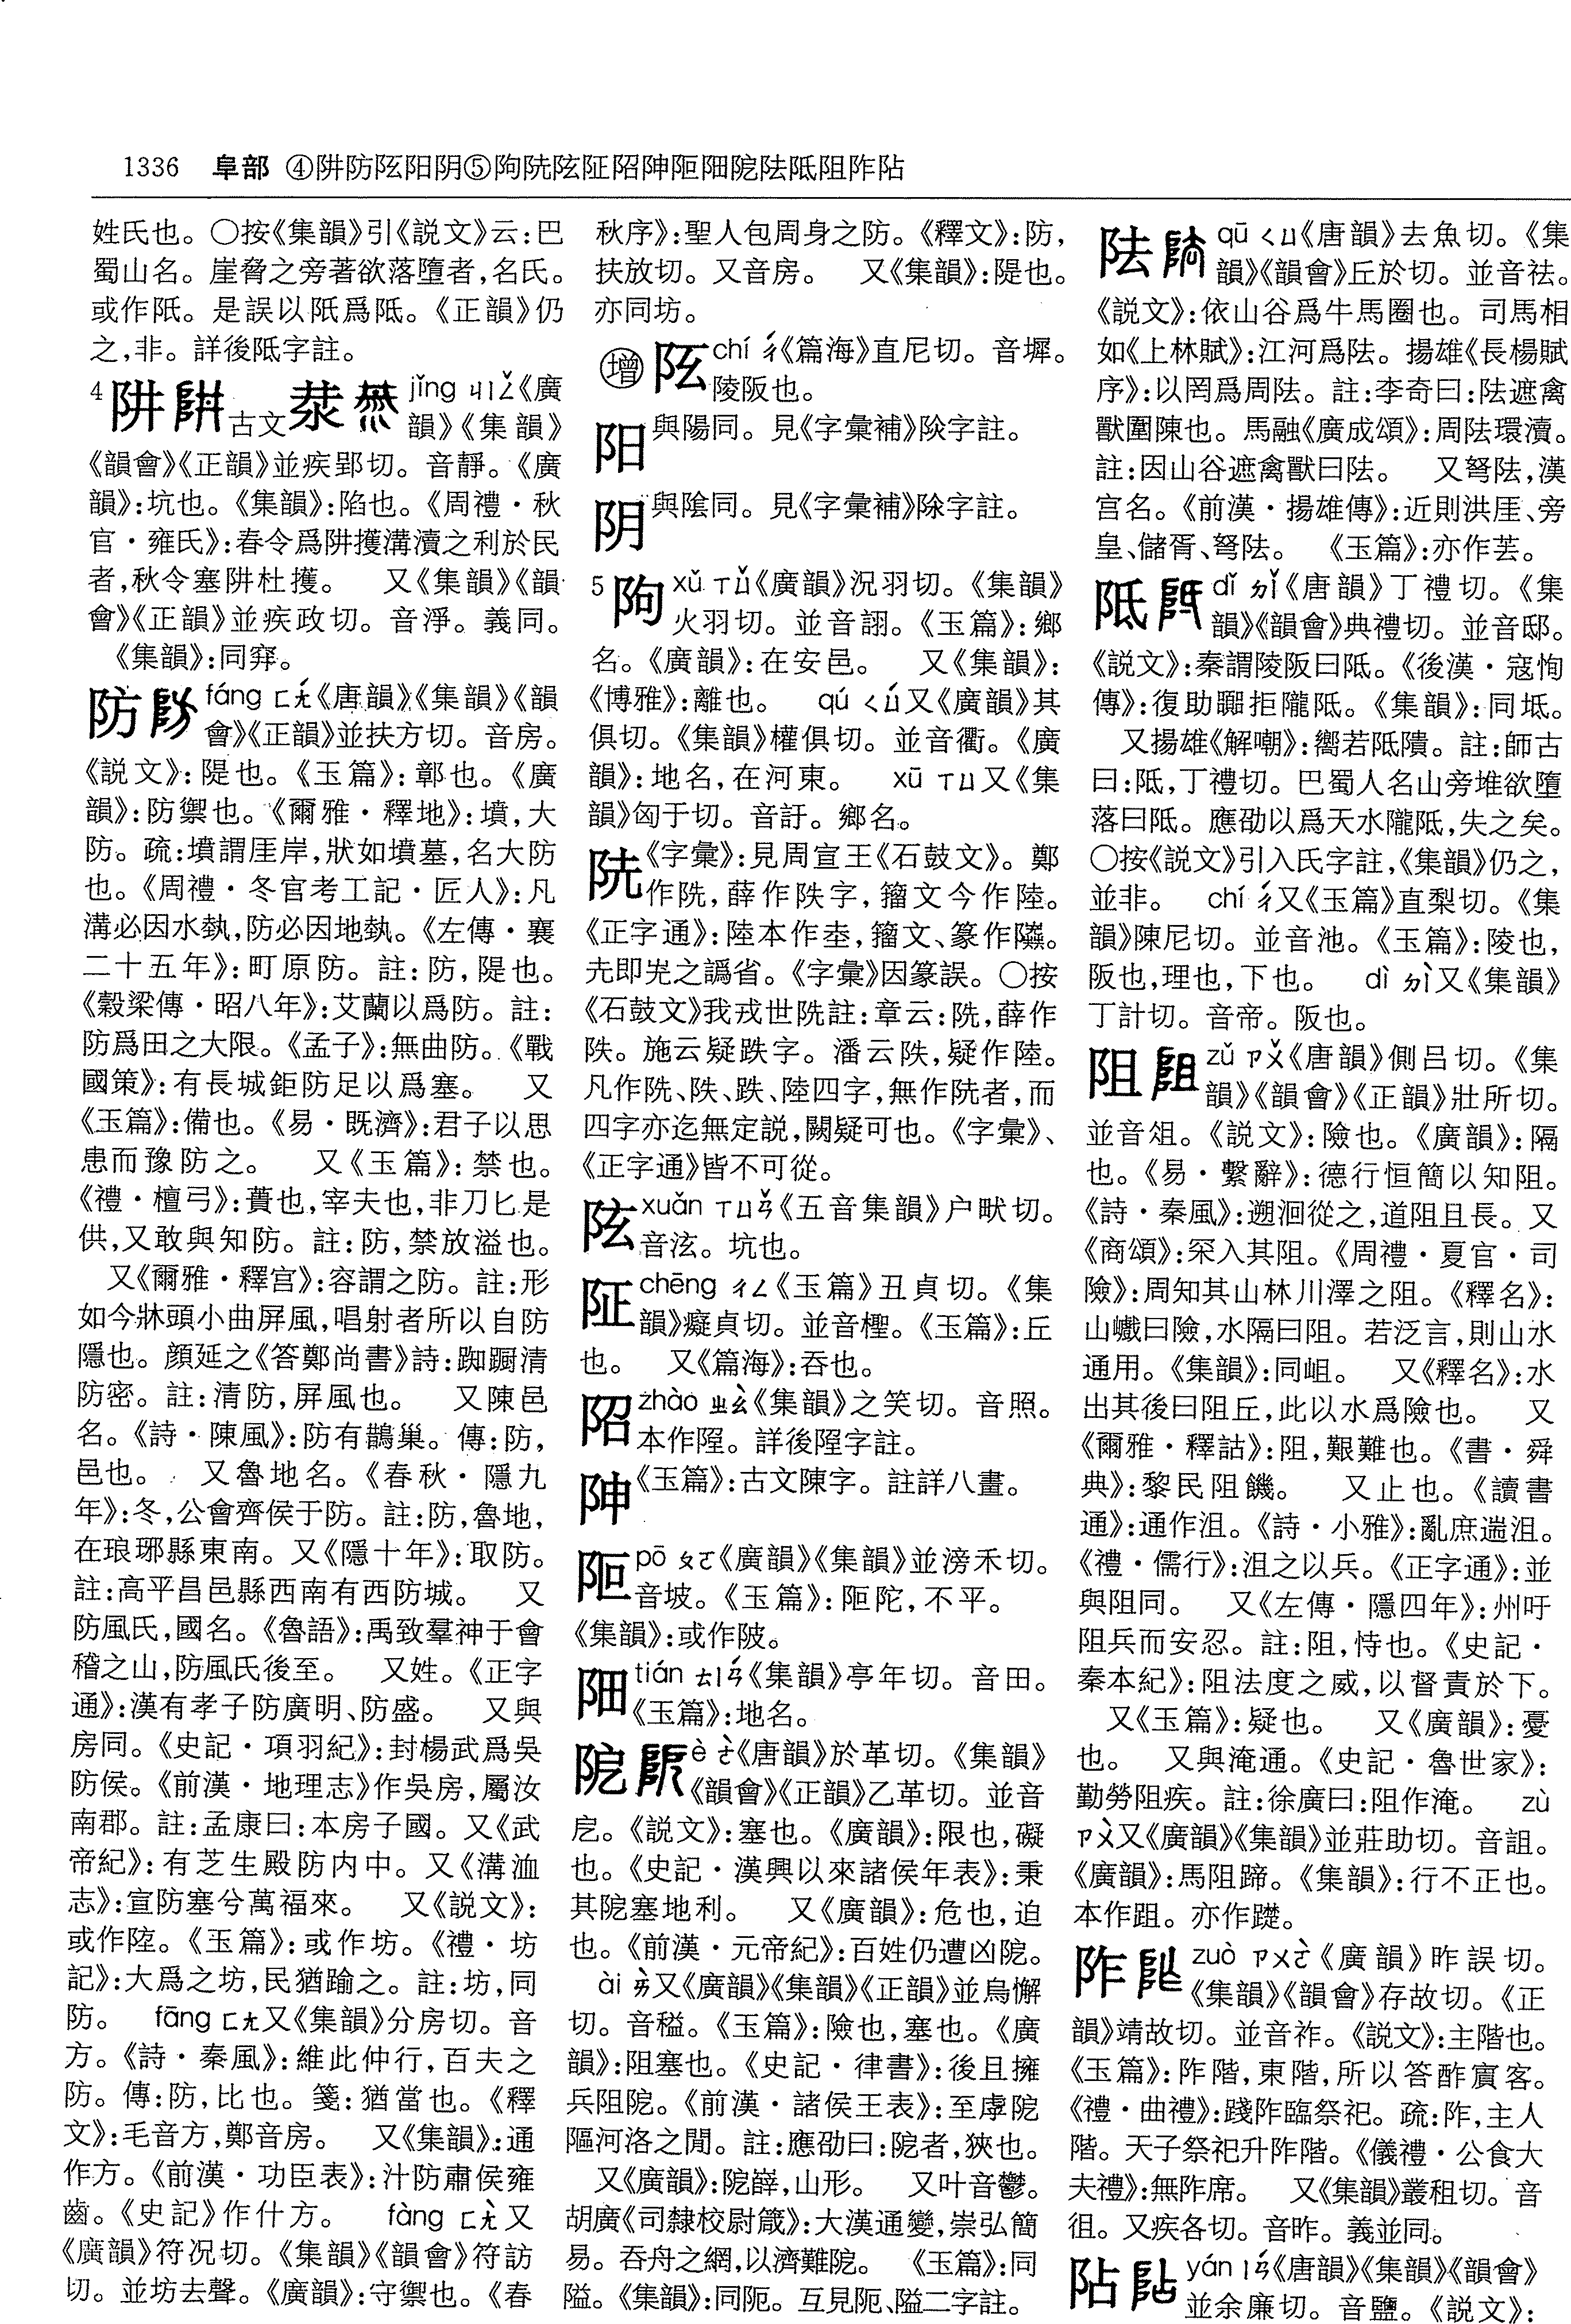 1336 阜部 ④阱防阹阳阴⑤陏阢阹阷阽阠阰畋阸阹阺阻阼阽
姓氏也。○按《集韻》引《説文》云:巴
蜀山名。崖脅之旁著欲落墮者,名氏。
或作阺。是誤以阺爲阺。《正韻》仍
之,非。詳後阺字註。
4 阱 古文 jǐng ㄐㄧㄥˇ《廣
韻》《集韻》
《韻會》《正韻》並疾郢切。音靜。《廣
韻》:坑也。《集韻》:陷也。《周禮·秋
官·雍氏》:春令爲阱擭溝瀆之利於民
者,秋令塞阱杜擭。 又《集韻》《韻
會》《正韻》並疾政切。音淨。義同。
《集韻》:同穽。
防 fáng ㄈㄤˊ《唐韻》《集韻》《韻
會》《正韻》並扶方切。音房。
《説文》:隄也。《玉篇》:鄣也。《廣
韻》:防禦也。《爾雅·釋地》:墳,大
防。疏:墳謂厓岸,狀如墳墓,名大防
也。《周禮·冬官考工記·匠人》:凡
溝必因水埶,防必因地埶。《左傳·襄
二十五年》:町原防。註:防,隄也。
《穀梁傳·昭八年》:艾蘭以爲防。註:
防爲田之大限。《孟子》:無曲防。《戰
國策》:有長城鉅防足以爲塞。 又
《玉篇》:備也。《易·既濟》:君子以思
患而豫防之。 又《玉篇》:禁也。
《禮·檀弓》:蕢也,宰夫也,非刀匕是
供,又敢與知防。註:防,禁放溢也。
又《爾雅·釋宫》:容謂之防。註:形
如今牀頭小曲屏風,唱射者所以自防
隱也。顔延之《答鄭尚書》詩:踟蹰清
防密。註:清防,屏風也。 又陳邑
名。《詩·陳風》:防有鵲巢。傳:防,
邑也。 又魯地名。《春秋·隱九
年》:冬,公會齊侯于防。註:防,魯地,
在琅琊縣東南。又《隱十年》:取防。
註:高平昌邑縣西南有西防城。 又
防風氏,國名。《魯語》:禹致羣神于會
稽之山,防風氏後至。 又姓。《正字
通》:漢有孝子防廣明、防盛。 又與
房同。《史記·項羽紀》:封楊武爲吳
防侯。《前漢·地理志》作吳房,屬汝
南郡。註:孟康曰:本房子國。又《武
帝紀》:有芝生殿防内中。又《溝洫
志》:宣防塞兮萬福來。 又《説文》:
或作堕。《玉篇》:或作坊。《禮·坊
記》:大爲之坊,民猶踰之。註:坊,同
防。 fāng ㄈㄤ又《集韻》分房切。音
方。《詩·秦風》:維此仲行,百夫之
防。傳:防,比也。箋:猶當也。《釋
文》:毛音方,鄭音房。 又《集韻》:通
作方。《前漢·功臣表》:汁防肅侯雍
齒。《史記》作什方。 fàng ㄈㄤˋ又
《廣韻》符况切。《集韻》《韻會》符訪
切。並坊去聲。《廣韻》:守禦也。《春
秋序》:聖人包周身之防。《釋文》:防,
扶放切。又音房。 又《集韻》:隄也。
亦同坊。
增 chí ㄔˊ《篇海》直尼切。音墀。
陵阪也。
阳 與陽同。見《字彙補》字註。
阴 與陰同。見《字彙補》字註。
5 xǔ ㄒㄩˇ《廣韻》況羽切。《集韻》
火羽切。並音詡。《玉篇》:鄉
名。《廣韻》:在安邑。 又《集韻》:
《博雅》:離也。 qú ㄑㄩˊ又《廣韻》其
俱切。《集韻》權俱切。並音衢。《廣
韻》:地名,在河東。 xū ㄒㄩ又《集
韻》匈于切。音訏。鄉名。
《字彙》:見周宣王《石鼓文》。鄭
作,薛作字,籀文今作陸。
《正字通》:陸本作坴,籀文、篆作。
即之譌省。《字彙》因篆誤。○按
《石鼓文》我戎世註:章云:,薛作
。施云疑跌字。潘云,疑作陸。
凡作、、跌、陸四字,無作者,而
四字亦迄無定説,闕疑可也。《字彙》、
《正字通》皆不可從。
xuǎn ㄒㄩㄢˇ《五音集韻》户畎切。
音泫。坑也。
chēng ㄔㄥ《玉篇》丑貞切。《集
韻》癡貞切。並音檉。《玉篇》:丘
也。 又《篇海》:吞也。
zhào ㄓㄠˋ《集韻》之笑切。音照。
本作。詳後字註。
《玉篇》:古文陳字。註詳八畫。
pō ㄆㄛ《廣韻》《集韻》並滂禾切。
音坡。《玉篇》:陀,不平。
《集韻》:或作陂。
tián ㄊㄧㄢˊ《集韻》亭年切。音田。
《玉篇》:地名。
è ㄜˋ《唐韻》於革切。《集韻》
《韻會》《正韻》乙革切。並音
戹。《説文》:塞也。《廣韻》:限也,礙
也。《史記·漢興以來諸侯年表》:秉
其阸塞地利。 又《廣韻》:危也,迫
也。《前漢·元帝紀》:百姓仍遭凶阸。
ài ㄞˋ又《廣韻》《集韻》《正韻》並烏懈
切。音隘。《玉篇》:險也,塞也。《廣
韻》:阻塞也。《史記·律書》:後且擁
兵阻阸。《前漢·諸侯王表》:至虖阸
𨻳河洛之閒。註:應劭曰:阸者,狹也。
又《廣韻》:阸㟧,山形。 又叶音鬱。
胡廣《司隸校尉箴》:大漢通變,崇弘簡
易。吞舟之網,以濟難阸。 《玉篇》:同
隘。《集韻》:同阨。互見阨、隘二字註。
阹 qū ㄑㄩ《唐韻》去魚切。《集
韻》《韻會》丘於切。並音祛。
《説文》:依山谷爲牛馬圈也。司馬相
如《上林賦》:江河爲阹。揚雄《長楊賦
序》:以罔爲周阹。註:李奇曰:阹遮禽
獸圍陳也。馬融《廣成頌》:周阹環瀆。
註:因山谷遮禽獸曰阹。 又弩阹,漢
宫名。《前漢·揚雄傳》:近則洪厓、旁
皇、儲胥、弩阹。 《玉篇》:亦作䒧。
阺 dǐ ㄉㄧˇ《唐韻》丁禮切。《集
韻》《韻會》典禮切。並音邸。
《説文》:秦謂陵阪曰阺。《後漢·寇恂
傳》:復助囂拒隴阺。《集韻》:同坻。
又揚雄《解嘲》:嚮若阺隤。註:師古
曰:阺,丁禮切。巴蜀人名山旁堆欲墮
落曰阺。應劭以爲天水隴阺,失之矣。
○按《説文》引入氏字註,《集韻》仍之,
並非。 chí ㄔˊ又《玉篇》直梨切。《集
韻》陳尼切。並音池。《玉篇》:陵也,
阪也,理也,下也。 dì ㄉㄧˋ又《集韻》
丁計切。音帝。阪也。
阻 zǔ ㄗㄨˇ《唐韻》側呂切。《集
韻》《韻會》《正韻》壯所切。
並音俎。《説文》:險也。《廣韻》:隔
也。《易·繫辭》:德行恒簡以知阻。
《詩·秦風》:遡洄從之,道阻且長。又
《商頌》:罙入其阻。《周禮·夏官·司
險》:周知其山林川澤之阻。《釋名》:
山巇曰險,水隔曰阻。若泛言,則山水
通用。《集韻》:同岨。 又《釋名》:水
出其後曰阻丘,此以水爲險也。 又
《爾雅·釋詁》:阻,艱難也。《書·舜
典》:黎民阻饑。 又止也。《讀書
通》:通作沮。《詩·小雅》:亂庶遄沮。
《禮·儒行》:沮之以兵。《正字通》:並
與阻同。 又《左傳·隱四年》:州吁
阻兵而安忍。註:阻,恃也。《史記·
秦本紀》:阻法度之威,以督責於下。
又《玉篇》:疑也。 又《廣韻》:憂
也。 又與淹通。《史記·魯世家》:
勤勞阻疾。註:徐廣曰:阻作淹。 zù
ㄗㄨˋ又《廣韻》《集韻》並莊助切。音詛。
《廣韻》:馬阻蹄。《集韻》:行不正也。
本作跙。亦作䠡。
阼 zuò ㄗㄨㄛˋ《廣韻》昨誤切。
《集韻》《韻會》存故切。《正
韻》靖故切。並音祚。《説文》:主階也。
《玉篇》:阼階,東階,所以答酢賓客。
《禮·曲禮》:踐阼臨祭祀。疏:阼,主人
階。天子祭祀升阼階。《儀禮·公食大
夫禮》:無阼席。 又《集韻》叢租切。音
徂。又疾各切。音昨。義並同。
阽 yán ㄧㄢˊ《唐韻》《集韻》《韻會》
並余廉切。音鹽。《説文》: